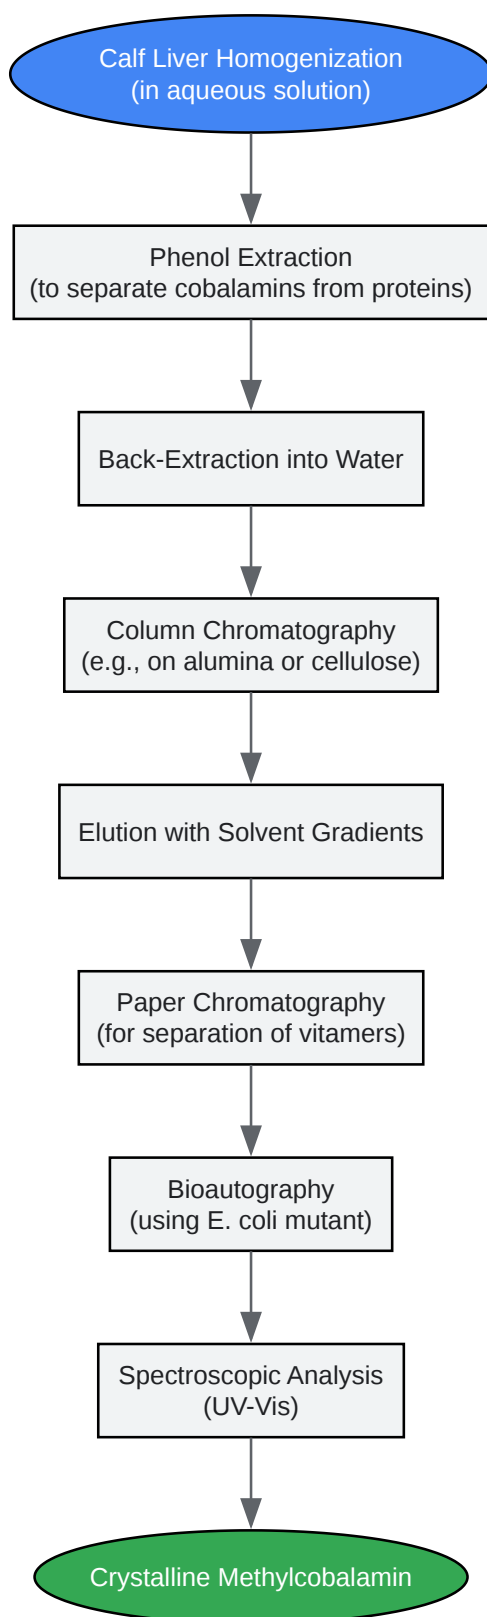 Calf Liver Homogenization
(in aqueous solution)
Phenol Extraction
(to separate cobalamins from proteins)
Back-Extraction into Water
Column Chromatography
(e.g., on alumina or cellulose)
Elution with Solvent Gradients
Paper Chromatography
(for separation of vitamers)
Bioautography
(using E. coli mutant)
Spectroscopic Analysis
(UV-Vis)
Crystalline Methylcobalamin